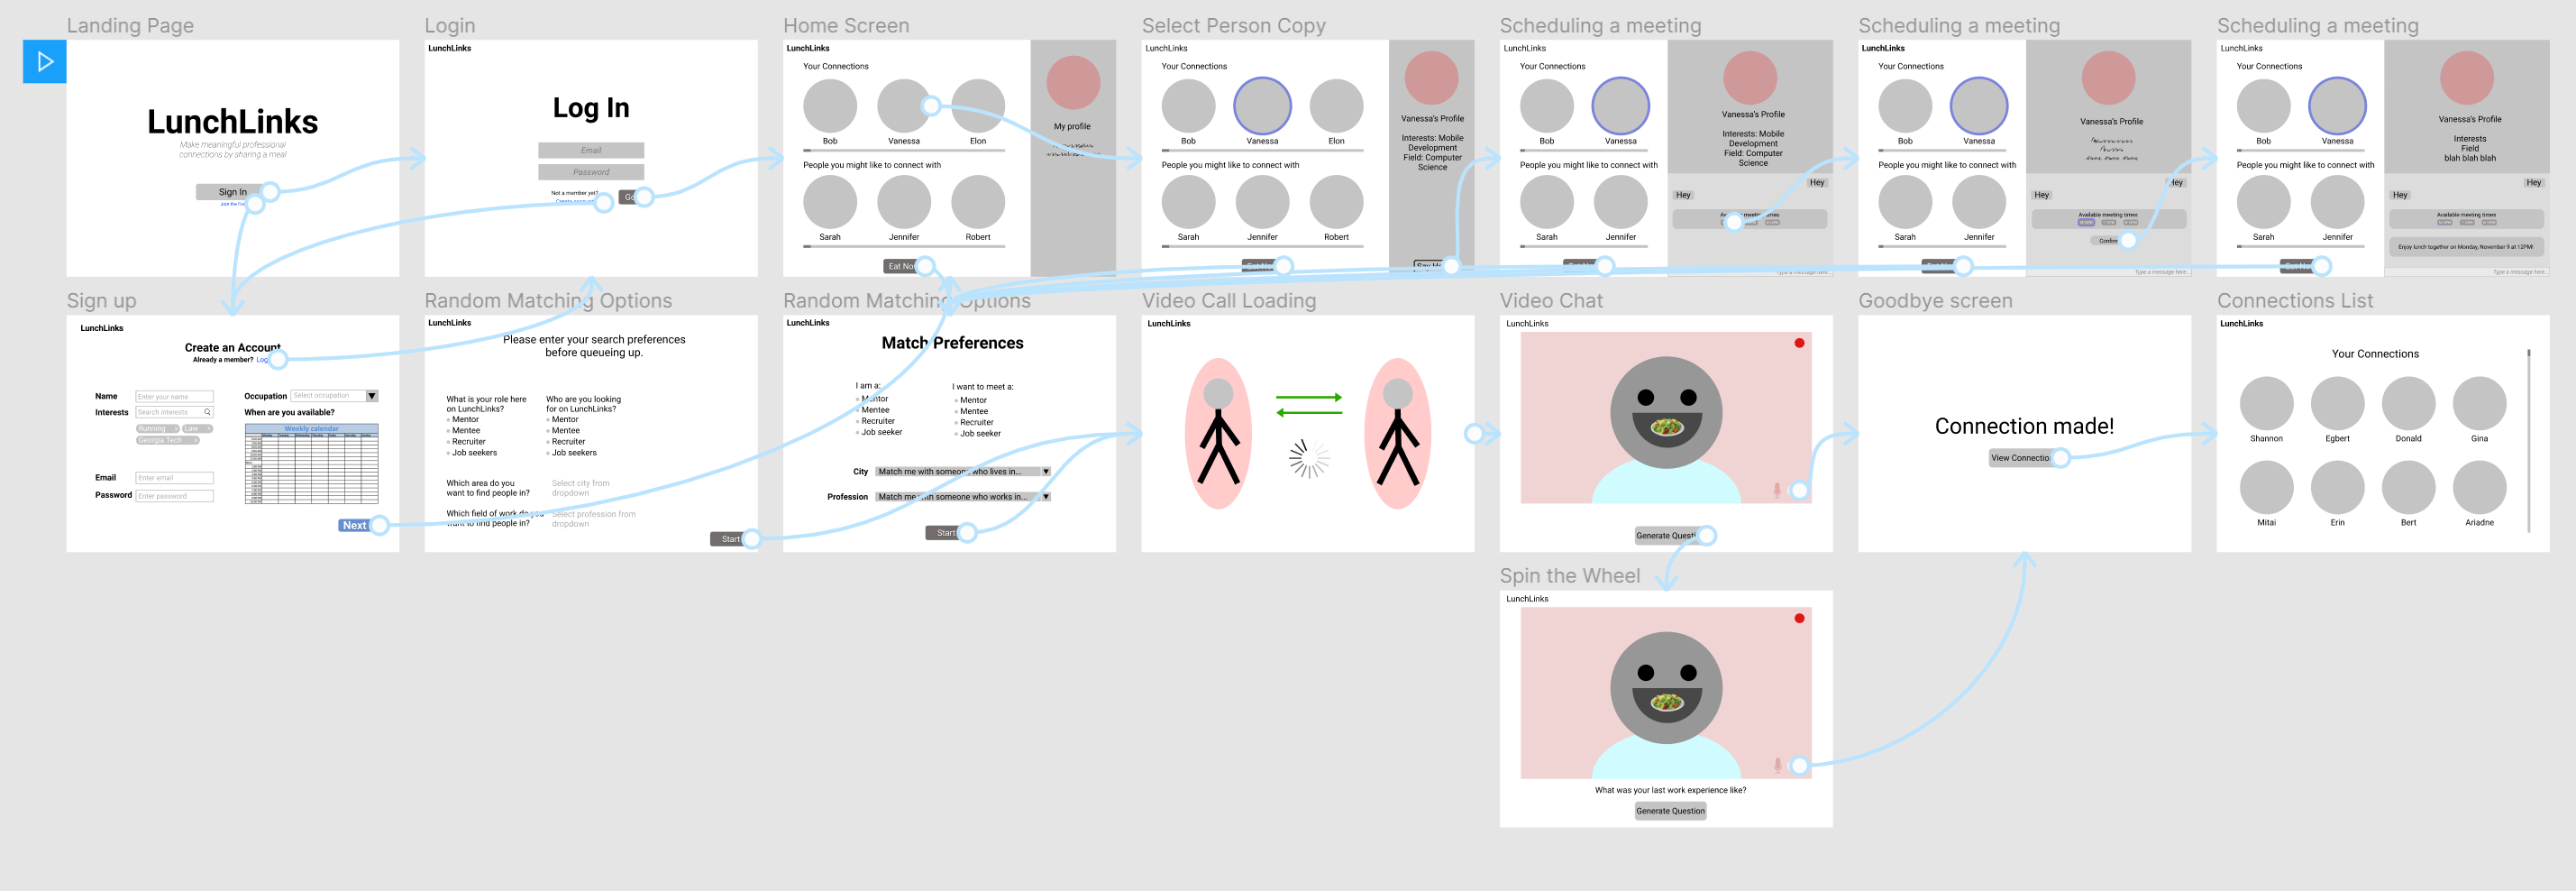 Landing Page
LunchLinks
Make meaningful professional
connections by sharing a meal
Sign In
Login
LunchLinks
Log In
Email
Password
Not a member yet?
Home Screen
LunchLinks
Your Connections
Bob Vanessa Elon
People you might like to connect with
Sarah Jennifer Robert
Eat
My profile
Select Person Copy
LunchLinks
Your Connections
Bob Vanessa Elon
People you might like to connect with
Sarah Jennifer Robert
Vanessa's Profile
Interests: Mobile
Development
Field: Computer
Science
Scheduling a meeting
LunchLinks
Your Connections
Bob Vanessa
People you might like to connect with
Sarah Jennifer
Vanessa's Profile
Interests: Mobile
Development
Field: Computer
Science
Hey
Hey
meeting times
Type a message here...
Scheduling a meeting
LunchLinks
Your Connections
Bob Vanessa
People you might like to connect with
Sarah Jennifer
Vanessa's Profile
Hey
Hey
Available meeting times
Type a message here...
Scheduling a meeting
LunchLinks
Your Connections
Bob Vanessa
People you might like to connect with
Sarah Jennifer
Vanessa's Profile
Interests
Field
blah blah blah
Hey
Hey
Available meeting times
Enjoy lunch together on Monday, November 9 at 12PM!
Type a message here...
Sign up
LunchLinks
Create an Account
Already a member?
Name Enter your name
Interests Search interests
Running Law
Georgia Tech
Email Enter email
Password Enter password
Occupation Select occupation
When are you available?
Weekly calendar
Next
Random Matching Options
LunchLinks
Please enter your search preferences
before queueing up.
What is your role here
on LunchLinks?
Mentor
Mentee
Recruiter
Job seekers
Who are you looking
for on LunchLinks?
Mentor
Mentee
Recruiter
Job seekers
Which area do you
want to find people in?
Select city from
dropdown
Which field of work do you
want to find people in?
Select profession from
dropdown
Start
Random Matching Options
LunchLinks
Match Preferences
I am a:
Mentor
Mentee
Recruiter
Job seeker
I want to meet a:
Mentor
Mentee
Recruiter
Job seeker
City Match me with someone who lives in...
Profession Match me with someone who works in...
Start
Video Call Loading
LunchLinks
Video Chat
LunchLinks
Generate
Goodbye screen
Connection made!
View
Connections List
LunchLinks
Your Connections
Shannon Egbert Donald Gina
Mitai Erin Bert Ariadne
Spin the Wheel
LunchLinks
What was your last work experience like?
Generate Question